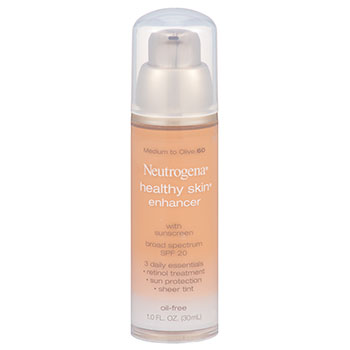 Medium to Olive/60
Neutrogena®
healthy skin®
enhancer
with
sunscreen
broad spectrum
SPF 20
3 daily essentials
• retinol treatment
• sun protection
• sheer tint
oil-free
1.0 FL. OZ. (30mL)